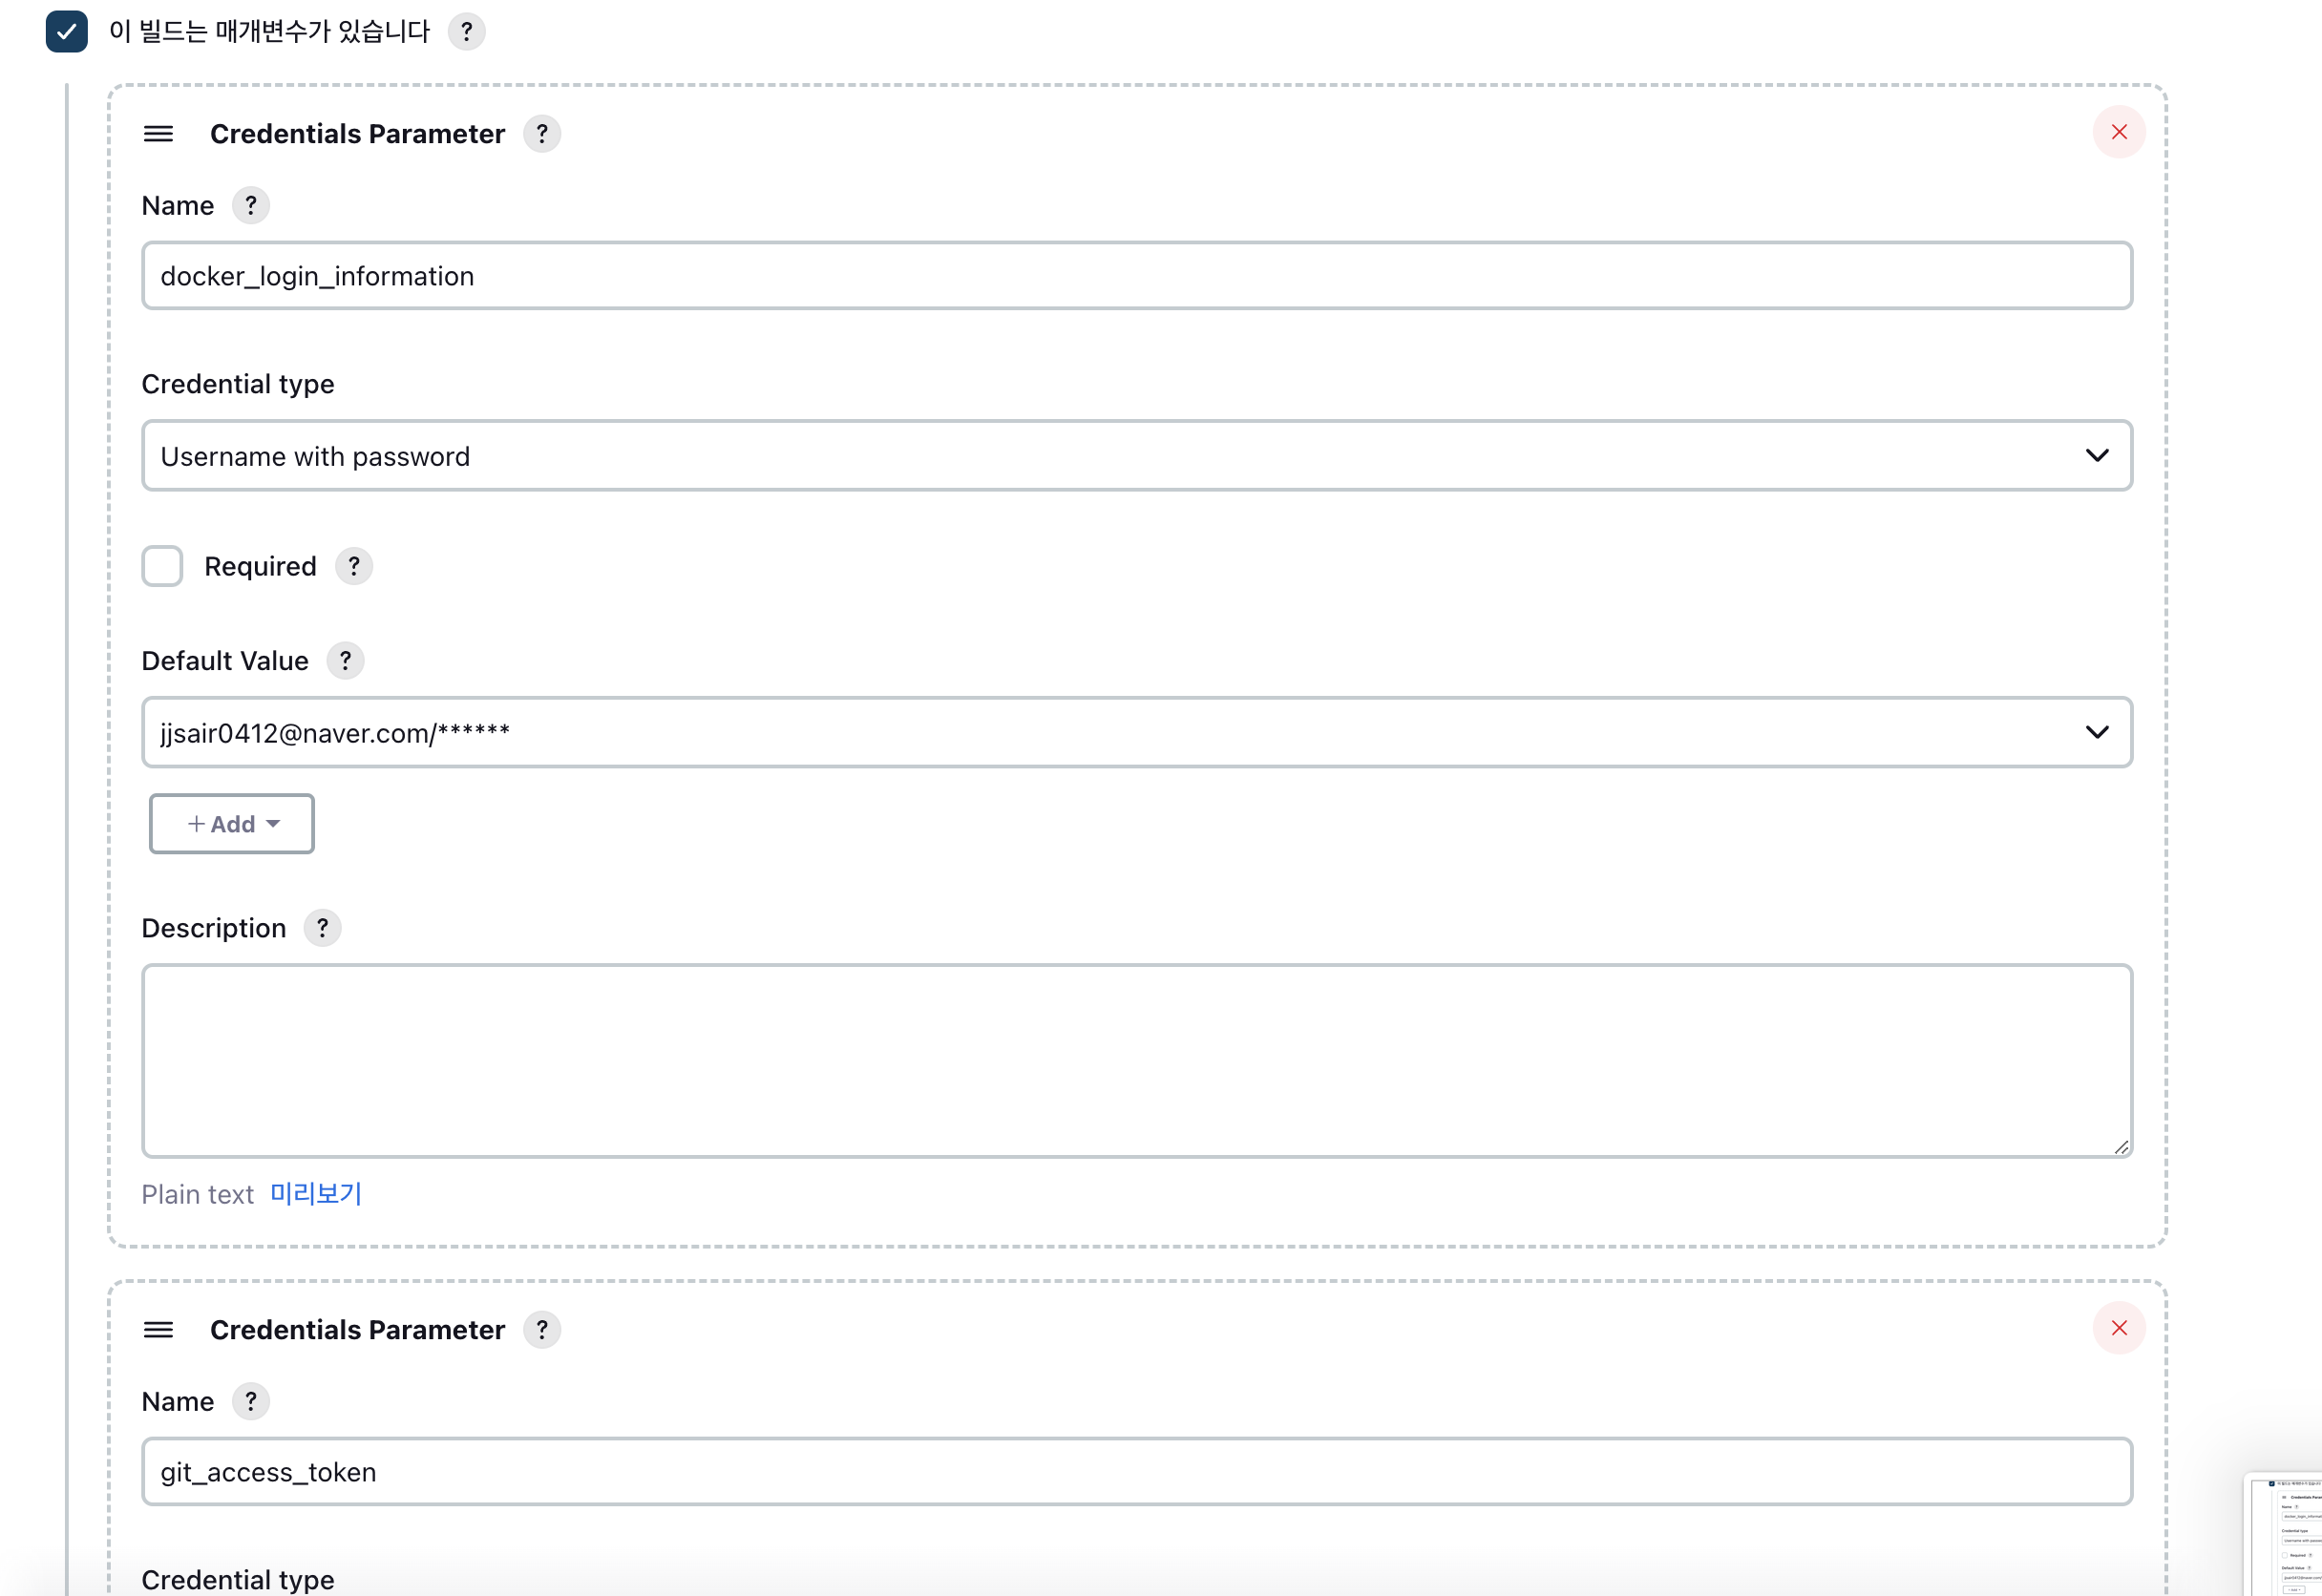 이 빌드는 매개변수가 있습니다 ?
Credentials Parameter ?
Name ?
docker_login_information
Credential type
Username with password
Required ?
Default Value ?
jjsair0412@naver.com/******
+ Add
Description ?
Plain text 미리보기
Credentials Parameter ?
Name ?
git_access_token
Credential type